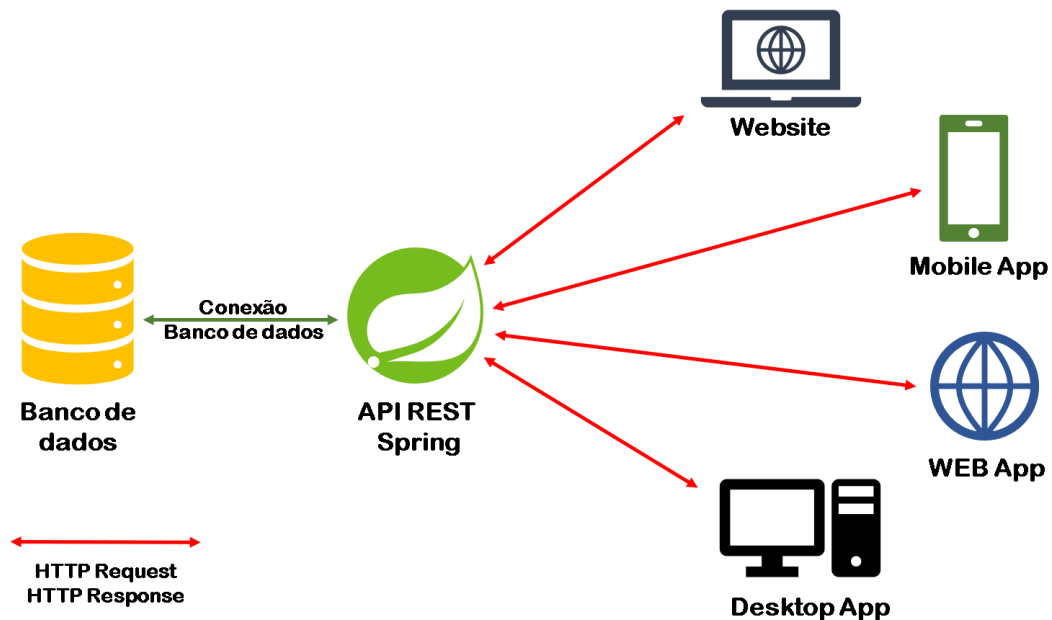 Website
Mobile App
Conexão
Banco de dados
Banco de
dados
API REST
Spring
WEB App
HTTP Request
HTTP Response
Desktop App